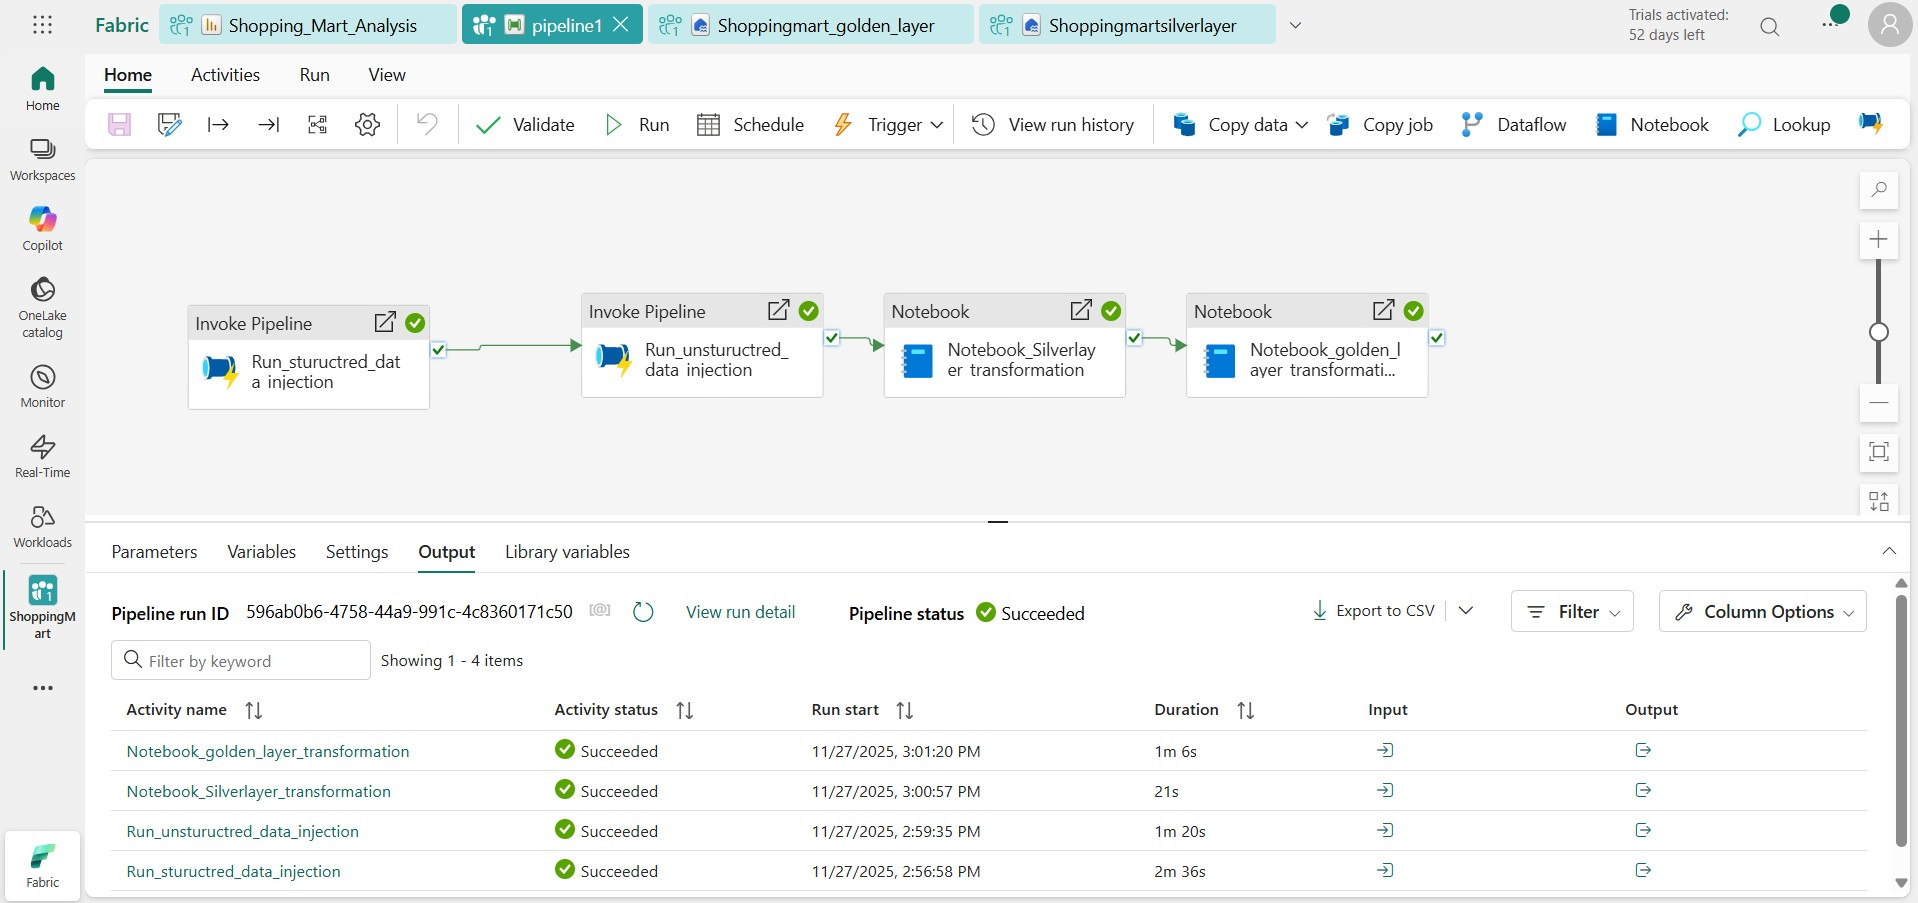 Fabric
Shopping_Mart_Analysis
pipeline1
Shoppingmart_golden_layer
Shoppingmartsilverlayer
Trials activated:
52 days left
Home
Activities
Run
View
Validate
Run
Schedule
Trigger
View run history
Copy data
Copy job
Dataflow
Notebook
Lookup
Home
Workspaces
Copilot
OneLake
catalog
Monitor
Real-Time
Workloads
1
ShoppingM
art
Fabric
Invoke Pipeline
Run_stuructred_dat
a_injection
Invoke Pipeline
Run_unstuructred_
data_injection
Notebook
Notebook_Silverlay
er_transformation
Notebook
Notebook_golden_l
ayer_transformati...
Parameters
Variables
Settings
Output
Library variables
Pipeline run ID 596ab0b6-4758-44a9-991c-4c8360171c50 [@] View run detail Pipeline status Succeeded
Export to CSV
Filter
Column Options
Filter by keyword
Showing 1 - 4 items
Activity name Activity status Run start Duration Input Output
Notebook_golden_layer_transformation Succeeded 11/27/2025, 3:01:20 PM 1m 6s
Notebook_Silverlayer_transformation Succeeded 11/27/2025, 3:00:57 PM 21s
Run_unstuructred_data_injection Succeeded 11/27/2025, 2:59:35 PM 1m 20s
Run_stuructred_data_injection Succeeded 11/27/2025, 2:56:58 PM 2m 36s